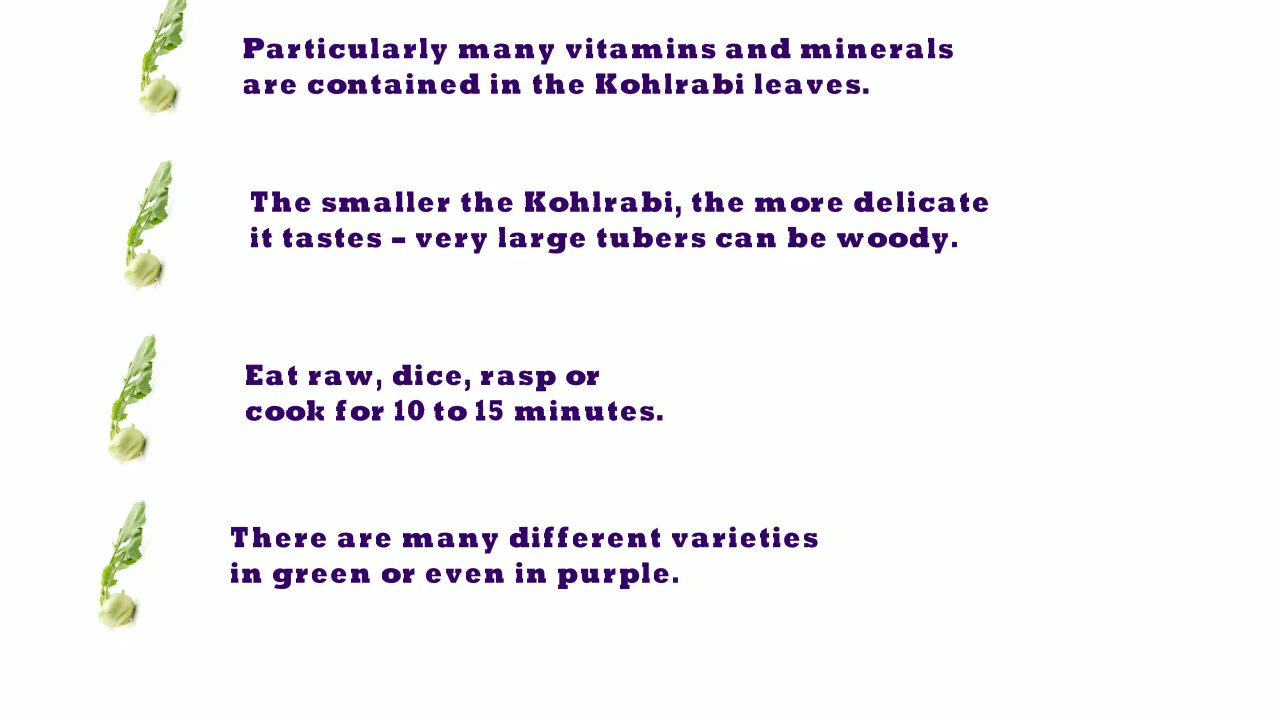 Particularly many vitamins and minerals
are contained in the Kohlrabi leaves.
The smaller the Kohlrabi, the more delicate
it tastes – very large tubers can be woody.
Eat raw, dice, rasp or
cook for 10 to 15 minutes.
There are many different varieties
in green or even in purple.